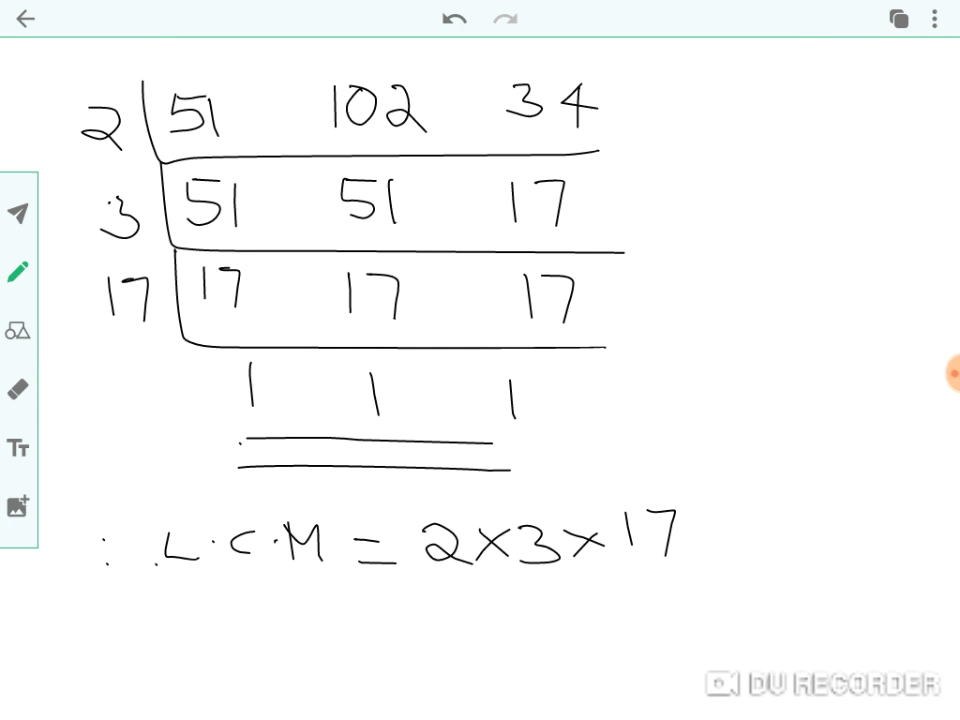 2 51 102 34
3 51 51 17
17 17 17 17
1 1 1
∴ L.C.M = 2×3×17
TT
DU RECORDER